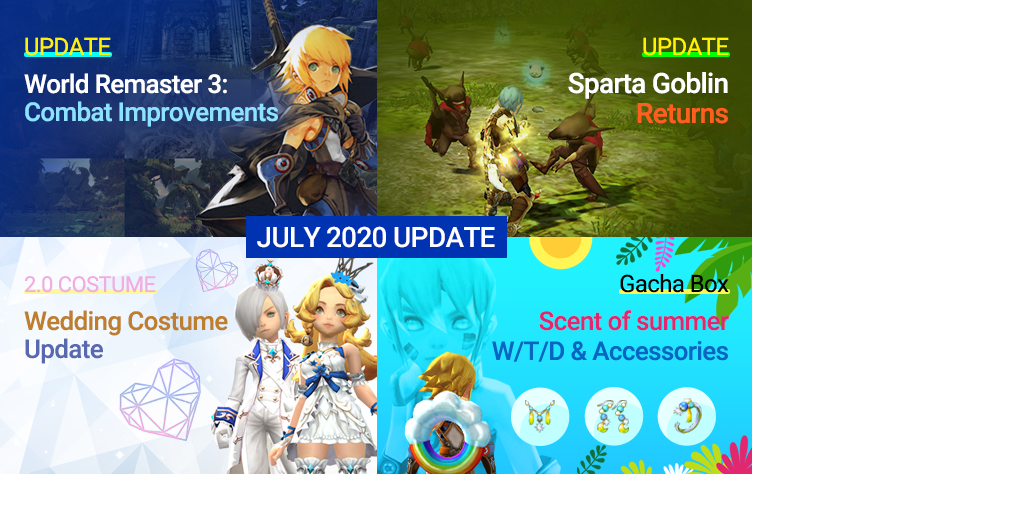 UPDATE
World Remaster 3:
Combat Improvements
UPDATE
Sparta Goblin
Returns
JULY 2020 UPDATE
2.0 COSTUME
Wedding Costume
Update
Gacha Box
Scent of summer
W/T/D & Accessories